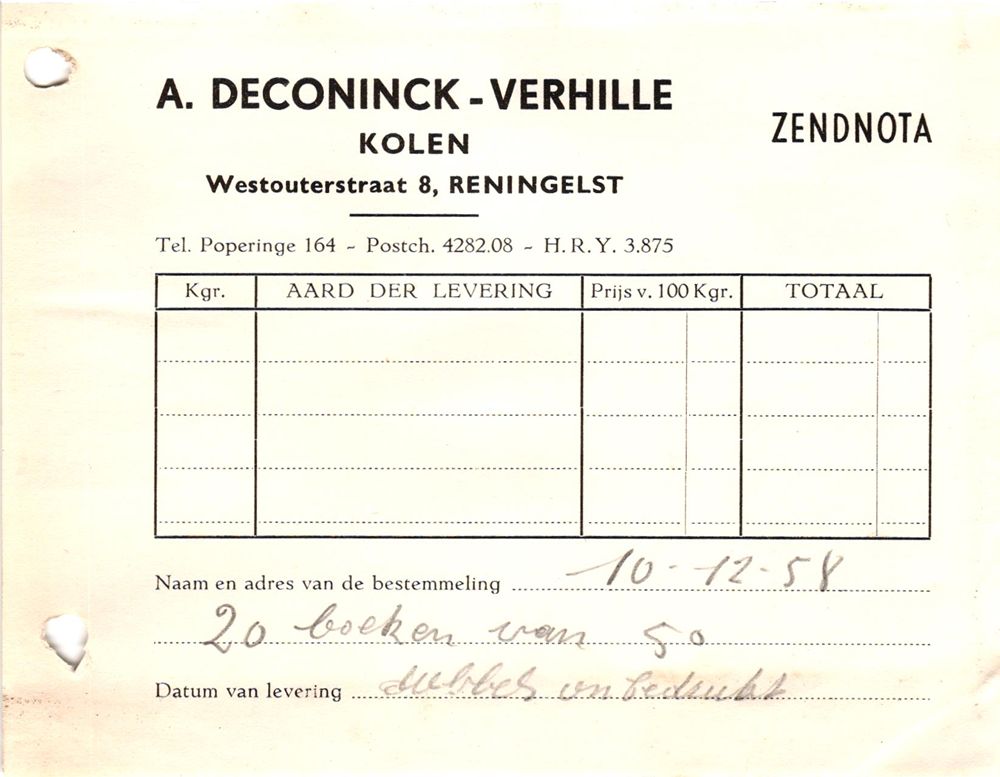 A. DECONINCK - VERHILLE
KOLEN
Westouterstraat 8, RENINGELST
ZENDNOTA
Tel. Poperinge 164 - Postch. 4282.08 - H. R. Y. 3.875
Kgr. AARD DER LEVERING Prijs v. 100 Kgr. TOTAAL
Naam en adres van de bestemmeling 10-12-58
20 boeken van 50
Datum van levering dubbel onbedrukt